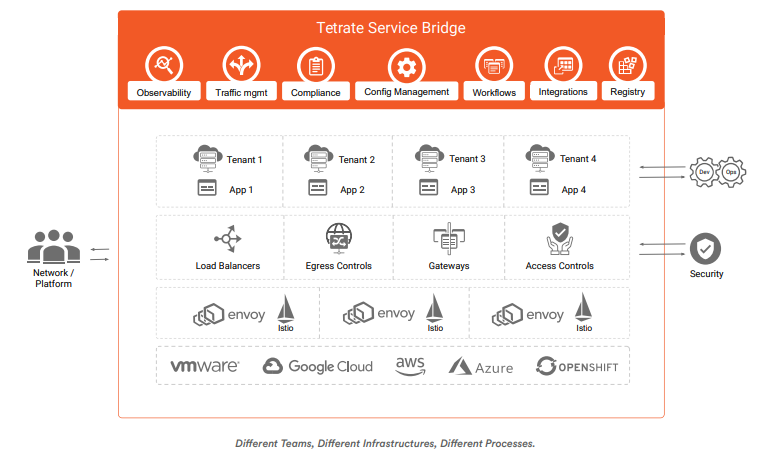 Tetrate Service Bridge
Observability
Traffic mgmt
Compliance
Config Management
Workflows
Integrations
Registry
Tenant 1
Tenant 2
Tenant 3
Tenant 4
App 1
App 2
App 3
App 4
Dev
Ops
Load Balancers
Egress Controls
Gateways
Access Controls
Network /
Platform
Security
envoy
Istio
envoy
Istio
envoy
Istio
vmware®
Google Cloud
aws
Azure
OPENSHIFT
Different Teams, Different Infrastructures, Different Processes.